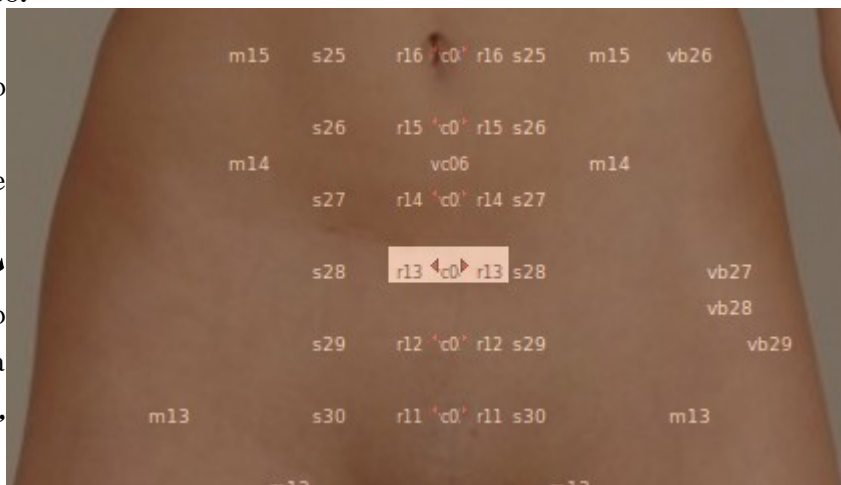 m15 s25 r16 c0 r16 s25 m15 vb26
s26 r15 c0 r15 s26
m14 vc06 m14
s27 r14 c0 r14 s27
s28 r13 c0 r13 s28 vb27
vb28
s29 r12 c0 r12 s29 vb29
m13 s30 r11 c0 r11 s30 m13